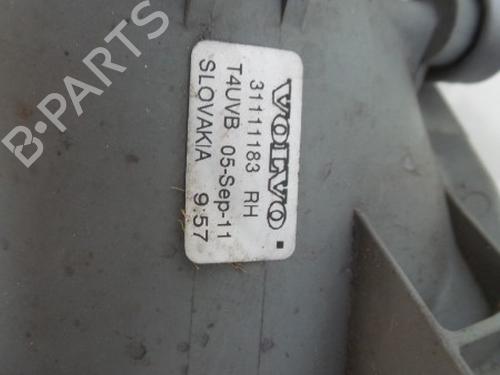 VOLVO
31111183 RH
T4UVB 05-Sep-11
SLOVAKIA 9:57
B-PARTS